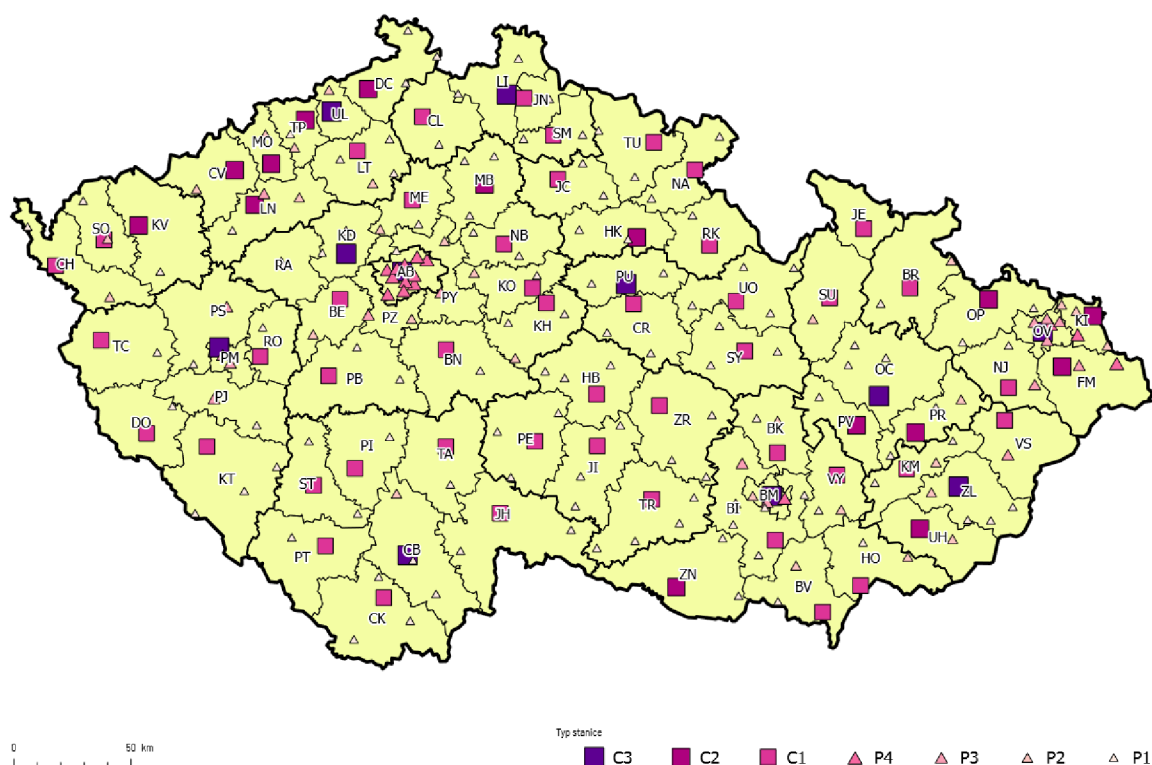 DC
LI
JN
UL
TP
CL
MO
SM
TU
CV
LT
MB
JC
NA
LN
ME
SO
KV
KD
NB
HK
RK
JE
CH
RA
AB
KO
PU
UO
BR
PS
BE
PZ
PY
KH
CR
SU
OP
OV
KI
TC
PM
RO
BN
SY
OC
NJ
FM
PB
HB
PJ
DO
ZR
PV
PR
PI
TA
PE
JI
BK
VS
KT
ST
KM
VY
ZL
JH
TR
BI
BM
PT
CB
UH
HO
ZN
BV
CK
Typ stanice
0 50 km
C3 C2 C1 P4 P3 P2 P1